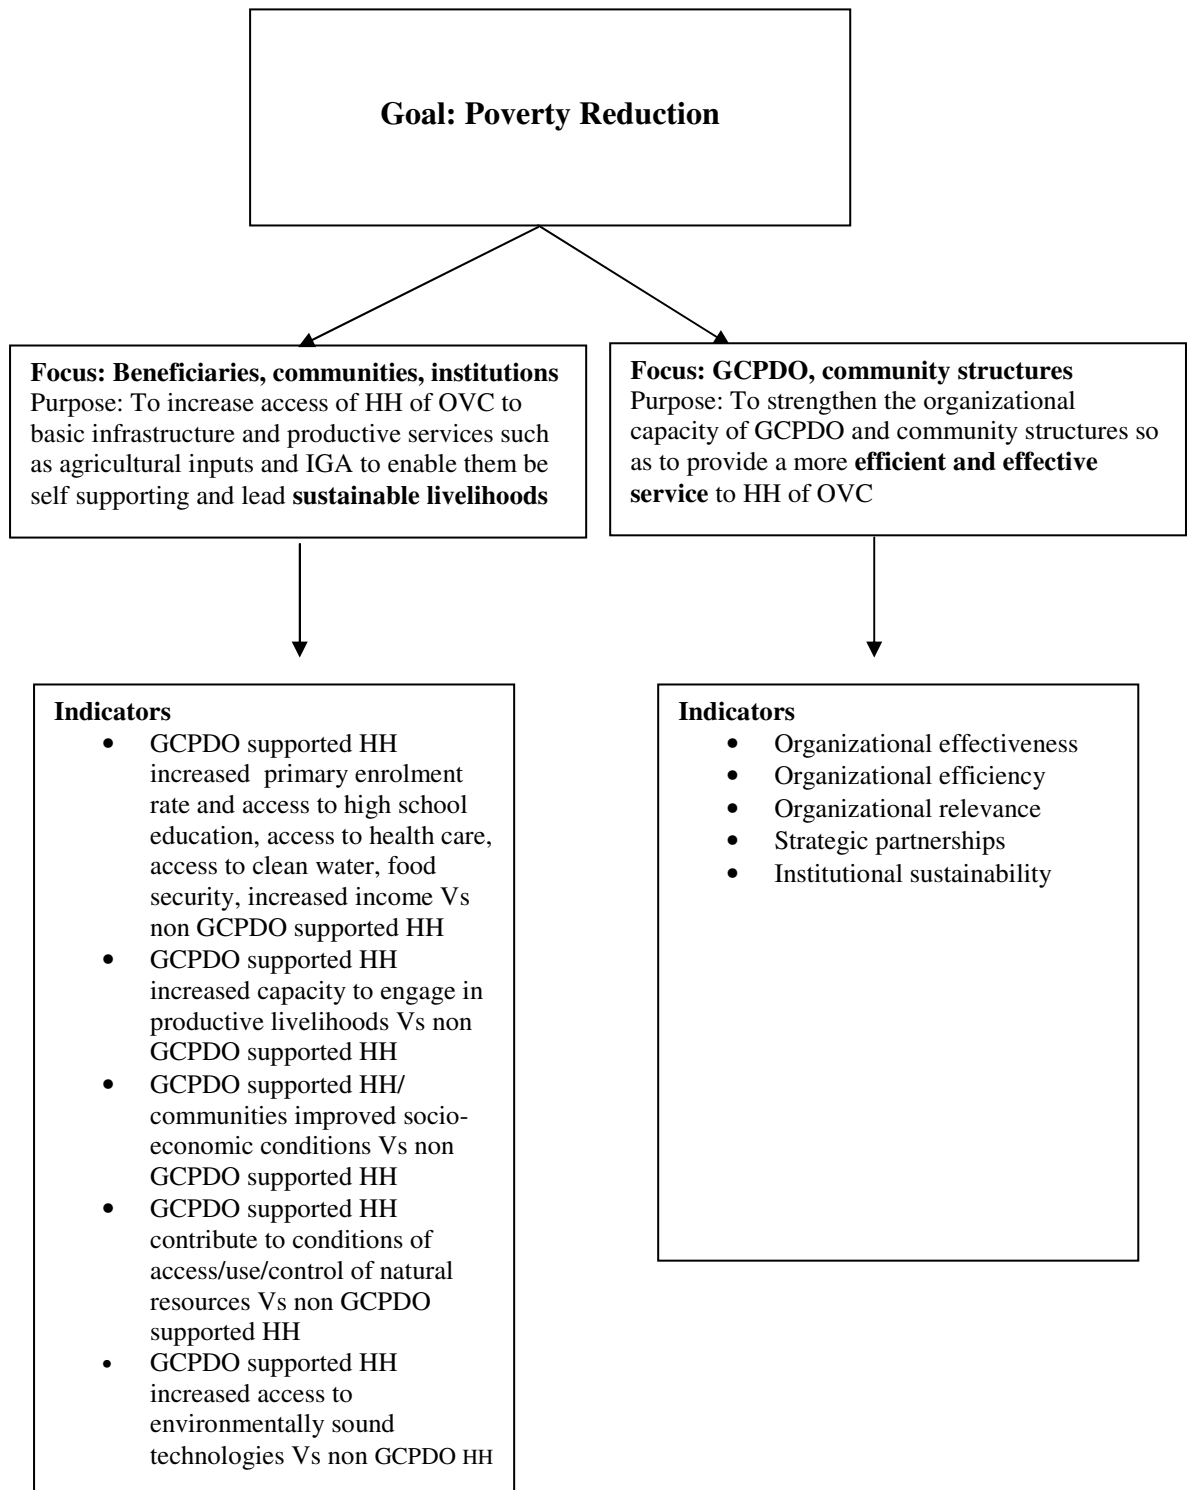 Goal: Poverty Reduction
Focus: Beneficiaries, communities, institutions
Purpose: To increase access of HH of OVC to
basic infrastructure and productive services such
as agricultural inputs and IGA to enable them be
self supporting and lead sustainable livelihoods
Focus: GCPDO, community structures
Purpose: To strengthen the organizational
capacity of GCPDO and community structures so
as to provide a more efficient and effective
service to HH of OVC
Indicators
• GCPDO supported HH
increased primary enrolment
rate and access to high school
education, access to health care,
access to clean water, food
security, increased income Vs
non GCPDO supported HH
• GCPDO supported HH
increased capacity to engage in
productive livelihoods Vs non
GCPDO supported HH
• GCPDO supported HH/
communities improved socio-
economic conditions Vs non
GCPDO supported HH
• GCPDO supported HH
contribute to conditions of
access/use/control of natural
resources Vs non GCPDO
supported HH
• GCPDO supported HH
increased access to
environmentally sound
technologies Vs non GCPDO HH
Indicators
• Organizational effectiveness
• Organizational efficiency
• Organizational relevance
• Strategic partnerships
• Institutional sustainability